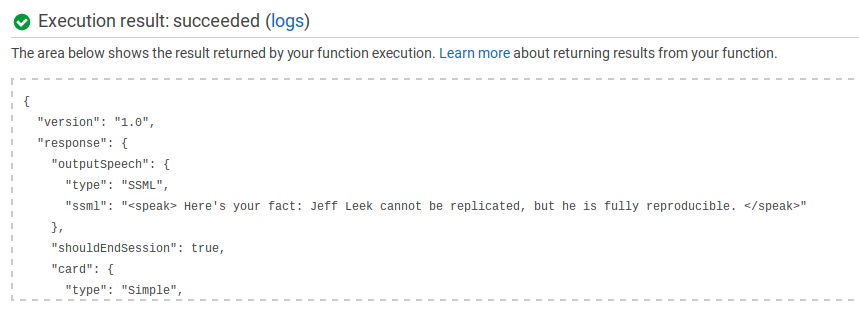 Execution result: succeeded (logs)
The area below shows the result returned by your function execution. Learn more about returning results from your function.
{
"version": "1.0",
"response": {
"outputSpeech": {
"type": "SSML",
"ssml": "<speak> Here's your fact: Jeff Leek cannot be replicated, but he is fully reproducible. </speak>"
},
"shouldEndSession": true,
"card": {
"type": "Simple",